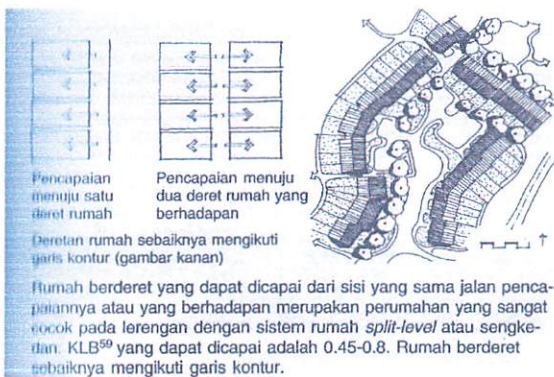 Pencapaian
menuju satu
deret rumah
Pencapaian menuju
dua deret rumah yang
berhadapan
Deretan rumah sebaiknya mengikuti
garis kontur (gambar kanan)
Rumah berderet yang dapat dicapai dari sisi yang sama jalan penca-
paiannya atau yang berhadapan merupakan perumahan yang sangat
cocok pada lerengan dengan sistem rumah split-level atau sengke-
dan. KLB59 yang dapat dicapai adalah 0.45-0.8. Rumah berderet
sebaiknya mengikuti garis kontur.